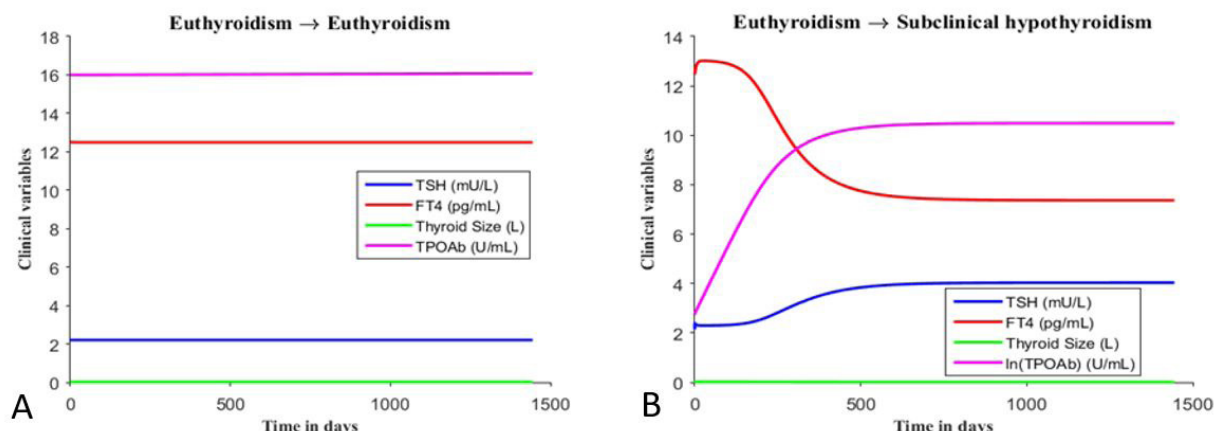 Euthyroidism → Euthyroidism
18
16
14
12
10
8
6
4
2
0
Clinical variables
TSH (mU/L)
FT4 (pg/mL)
Thyroid Size (L)
TPOAb (U/mL)
0 500 1000 1500
Time in days
A
Euthyroidism → Subclinical hypothyroidism
14
12
10
8
6
4
2
0
Clinical variables
TSH (mU/L)
FT4 (pg/mL)
Thyroid Size (L)
ln(TPOAb) (U/mL)
0 500 1000 1500
Time in days
B